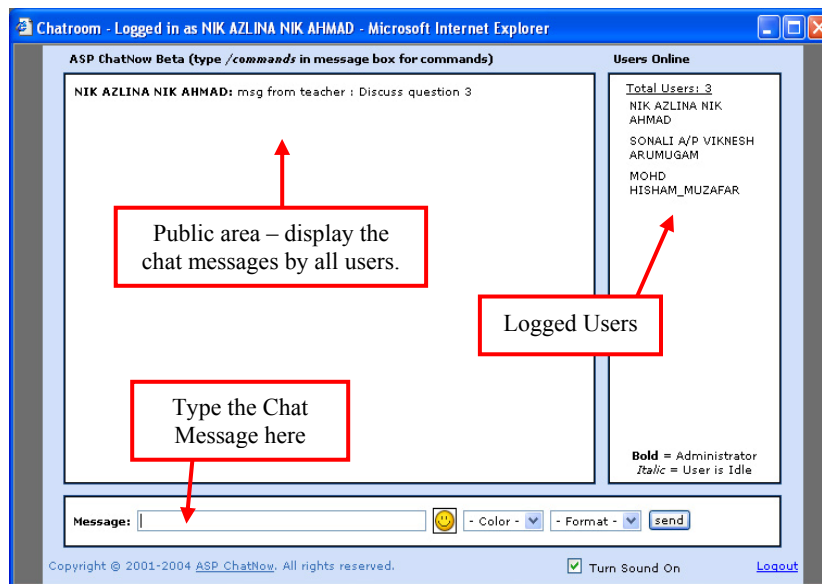 Chatroom - Logged in as NIK AZLINA NIK AHMAD - Microsoft Internet Explorer
ASP ChatNow Beta (type /commands in message box for commands)
Users Online
NIK AZLINA NIK AHMAD: msg from teacher : Discuss question 3
Total Users: 3
NIK AZLINA NIK
AHMAD
SONALI A/P VIKNESH
ARUMUGAM
MOHD
HISHAM_MUZAFAR
Public area – display the
chat messages by all users.
Logged Users
Type the Chat
Message here
Bold = Administrator
Italic = User is Idle
Message:
- Color -
- Format -
send
Copyright © 2001-2004 ASP ChatNow. All rights reserved.
Turn Sound On
Logout